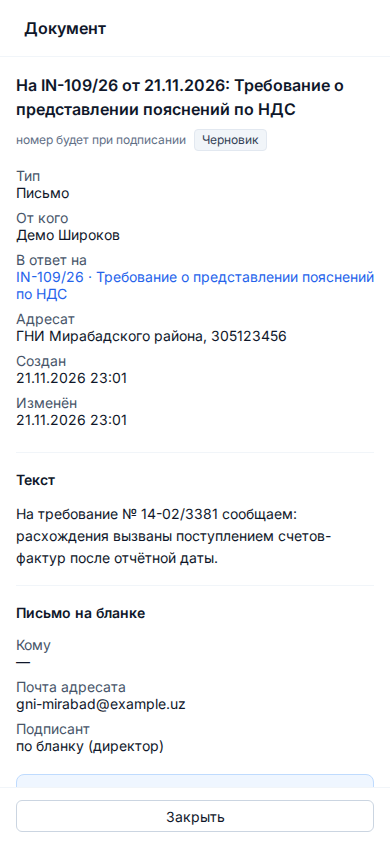 Документ
На IN-109/26 от 21.11.2026: Требование о
представлении пояснений по НДС
номер будет при подписании Черновик
Тип
Письмо
От кого
Демо Широков
В ответ на
IN-109/26 · Требование о представлении пояснений
по НДС
Адресат
ГНИ Мирабадского района, 305123456
Создан
21.11.2026 23:01
Изменён
21.11.2026 23:01
Текст
На требование № 14-02/3381 сообщаем:
расхождения вызваны поступлением счетов-
фактур после отчётной даты.
Письмо на бланке
Кому
—
Почта адресата
gni-mirabad@example.uz
Подписант
по бланку (директор)
Закрыть